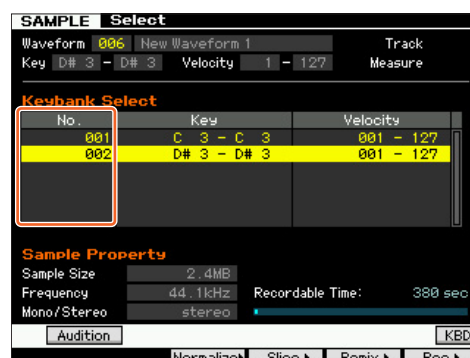 SAMPLE Select
Waveform 006 New Waveform 1 Track
Key D# 3 - D# 3 Velocity 1 - 127 Measure
Keybank Select
No. Key Velocity
001 C 3 - C 3 001 - 127
002 D# 3 - D# 3 001 - 127
Sample Property
Sample Size 2.4MB
Frequency 44.1kHz Recordable Time: 380 sec
Mono/Stereo stereo
Audition KBD
Normalize Slice Remix